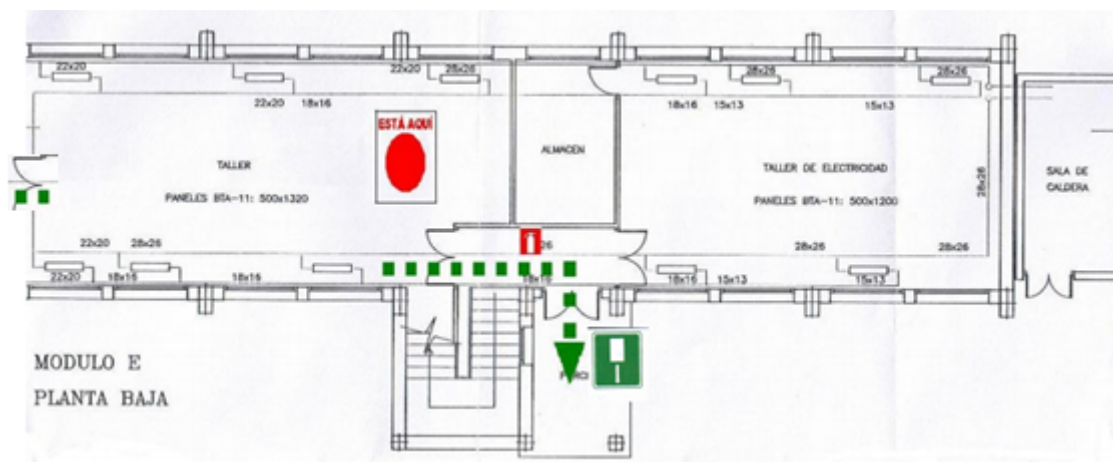 22x20
22x20
28x26
28x26
28x26
22x20
18x16
18x16
15x13
15x13
ESTÁ AQUÍ
TALLER
PANELES BTA-11: 500x1320
ALMACEN
TALLER DE ELECTRICIDAD
PANELES BTA-11: 500x1200
28x26
SALA DE
CALDERA
22x20
28x26
26
28x26
28x26
22x20
18x16
18x16
18x16
18x16
15x13
15x13
MODULO E
PLANTA BAJA